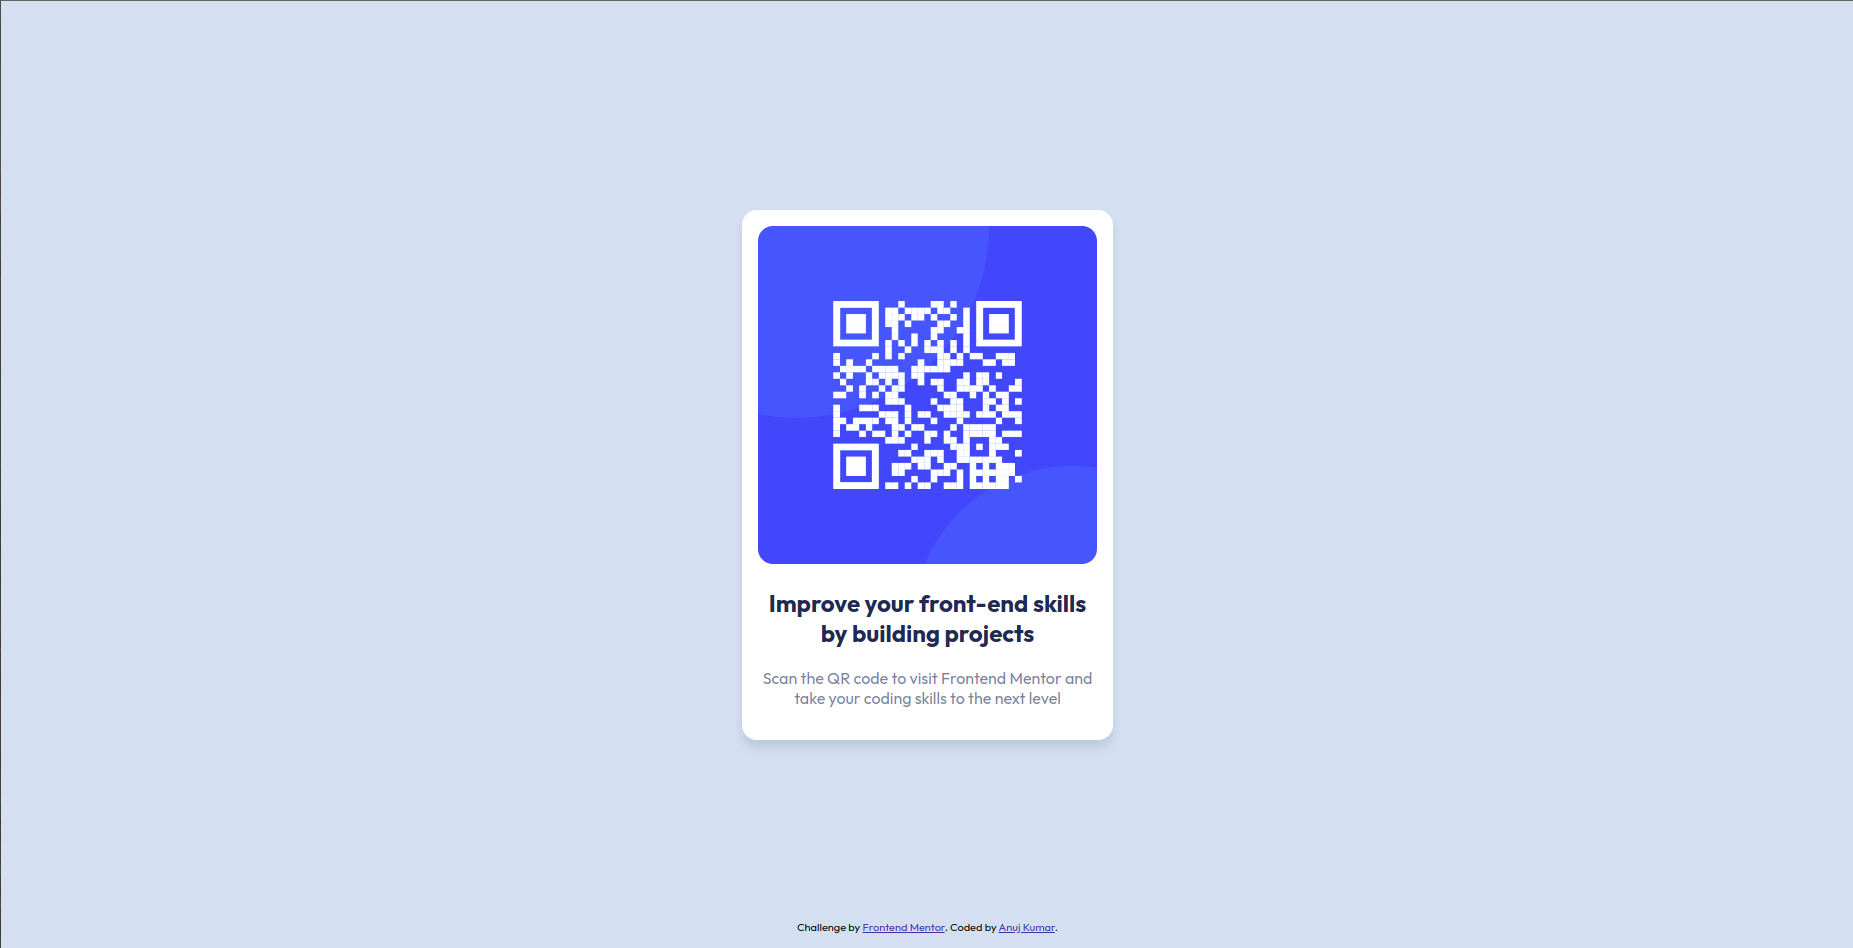 Improve your front-end skills
by building projects
Scan the QR code to visit Frontend Mentor and
take your coding skills to the next level
Challenge by Frontend Mentor. Coded by Anuj Kumar.